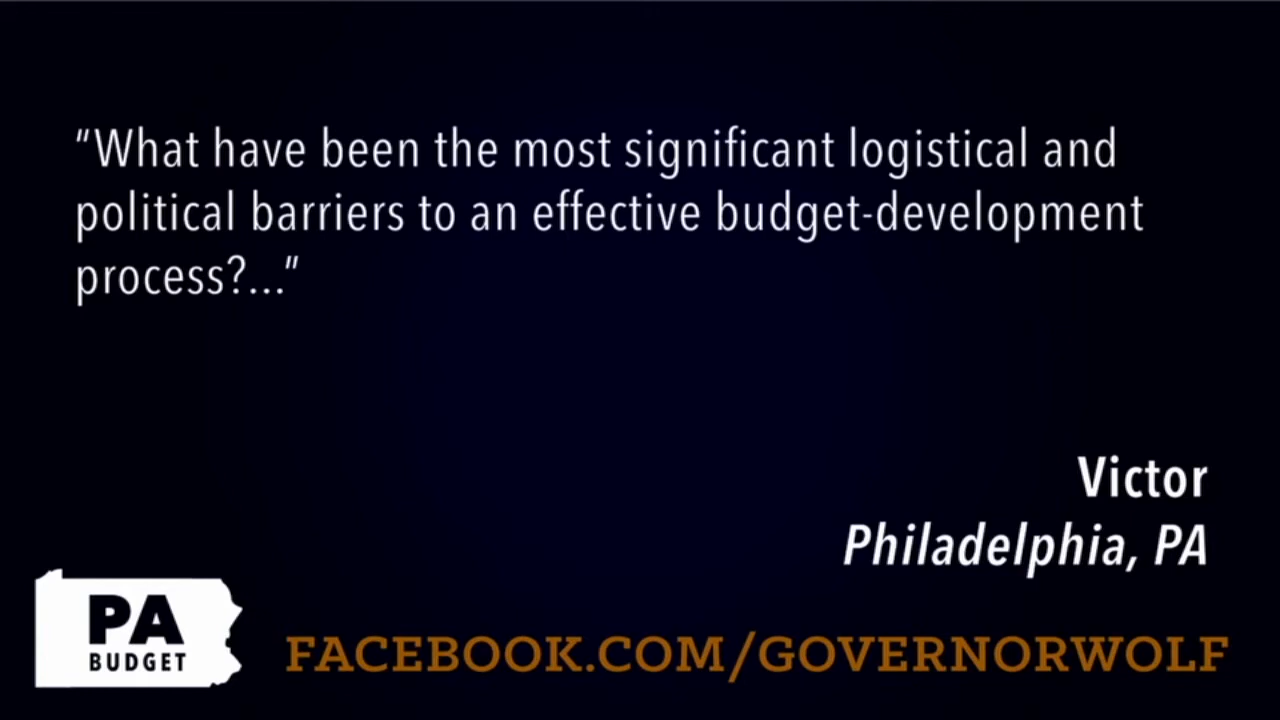 “What have been the most significant logistical and
political barriers to an effective budget-development
process?...”
Victor
Philadelphia, PA
PA
BUDGET
FACEBOOK.COM/GOVERNORWOLF